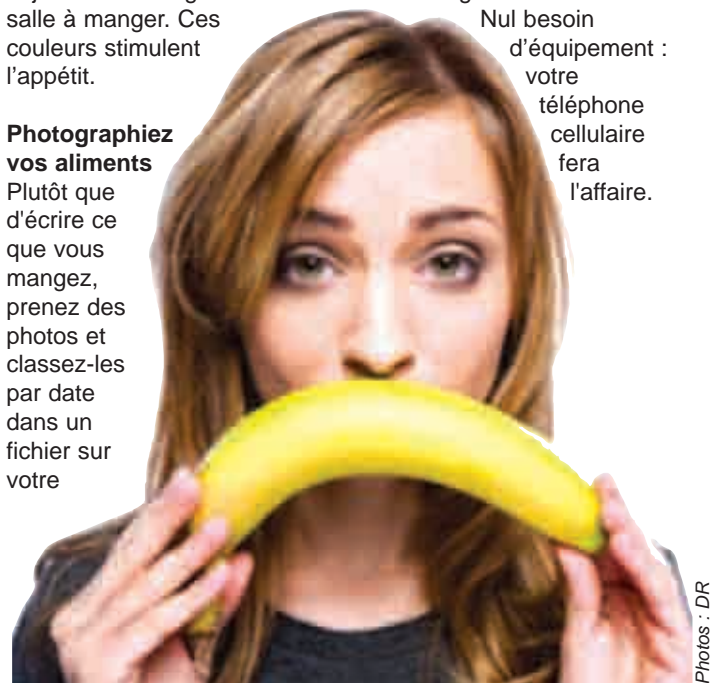 salle à manger. Ces
couleurs stimulent
l’appétit.
Photographiez
vos aliments
Plutôt que
d'écrire ce
que vous
mangez,
prenez des
photos et
classez-les
par date
dans un
fichier sur
votre
Nul besoin
d’équipement :
votre
téléphone
cellulaire
fera
l'affaire.
Photos : DR